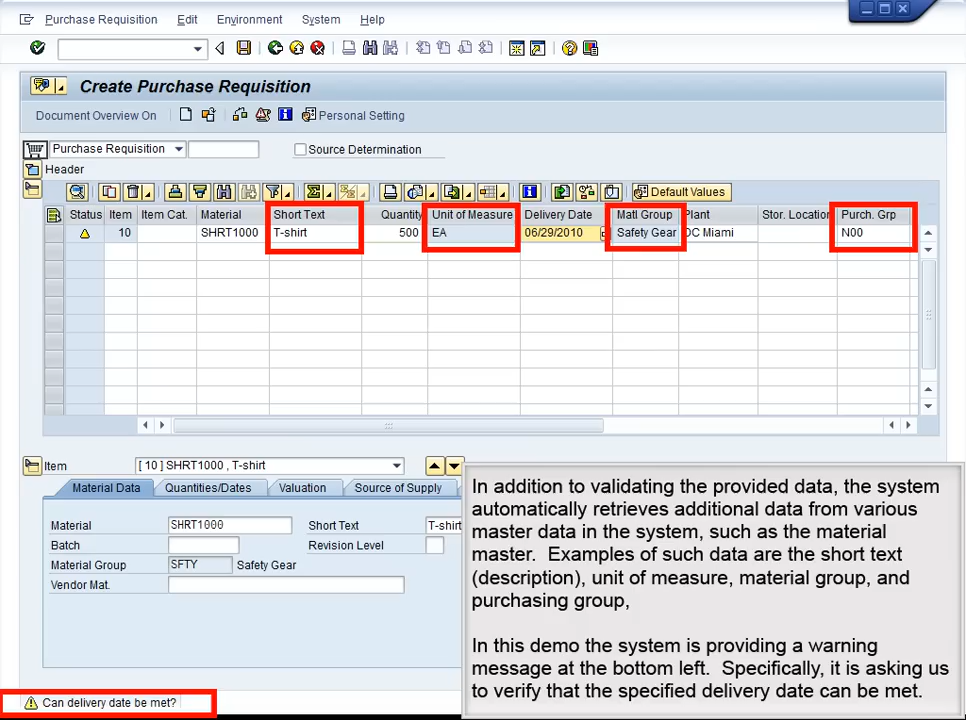 Purchase Requisition Edit Environment System Help
Create Purchase Requisition
Document Overview On Personal Setting
Purchase Requisition Source Determination
Header
Default Values
Status Item Item Cat. Material Short Text Quantity Unit of Measure Delivery Date Matl Group Plant Stor. Location Purch. Grp
10 SHRT1000 T-shirt 500 EA 06/29/2010 Safety Gear DC Miami N00
Item [ 10 ] SHRT1000 , T-shirt
Material Data Quantities/Dates Valuation Source of Supply
Material SHRT1000 Short Text T-shirt
Batch Revision Level
Material Group SFTY Safety Gear
Vendor Mat.
In addition to validating the provided data, the system
automatically retrieves additional data from various
master data in the system, such as the material
master. Examples of such data are the short text
(description), unit of measure, material group, and
purchasing group,
In this demo the system is providing a warning
message at the bottom left. Specifically, it is asking us
to verify that the specified delivery date can be met.
Can delivery date be met?